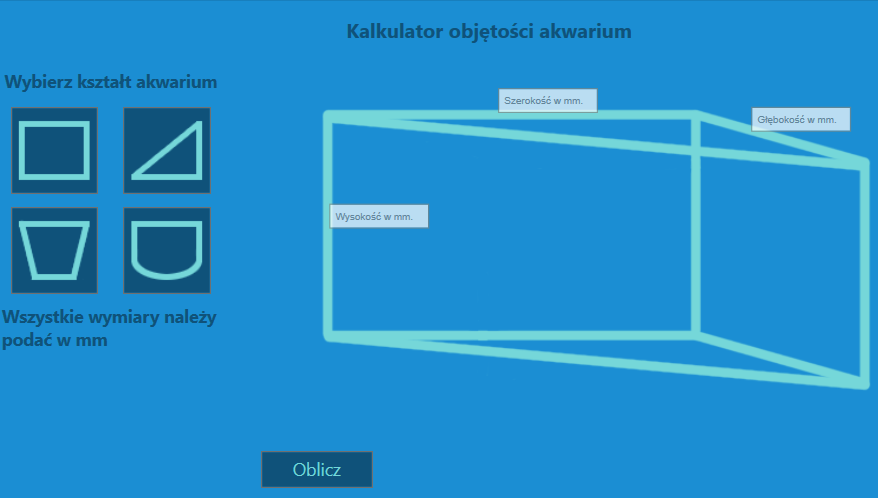 Kalkulator objętości akwarium
Wybierz kształt akwarium
Szerokość w mm.
Głębokość w mm.
Wysokość w mm.
Wszystkie wymiary należy
podać w mm
Oblicz